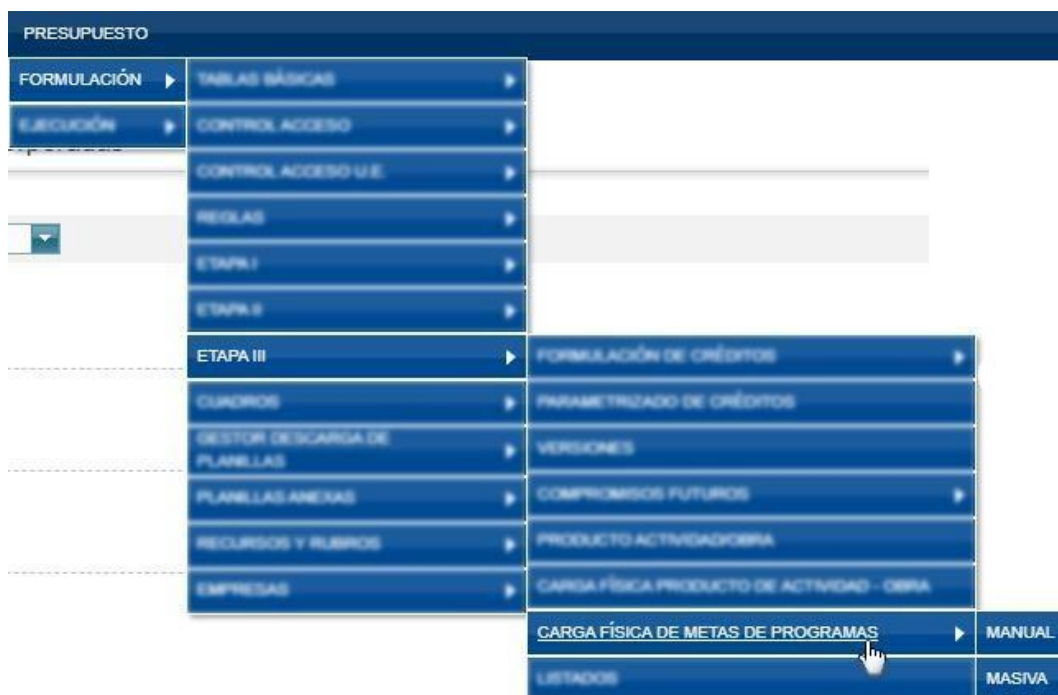 PRESUPUESTO
FORMULACIÓN
EJECUCIÓN
TABLAS BÁSICAS
CONTROL ACCESO
CONTROL ACCESO U.E.
REGLAS
ETAPA I
ETAPA II
ETAPA III
CUADROS
GESTOR DESCARGA DE
PLANILLAS
PLANILLAS ANEXAS
RECURSOS Y RUBROS
EMPRESAS
FORMULACIÓN DE CRÉDITOS
PARAMETRIZADO DE CRÉDITOS
VERSIONES
COMPROMISOS FUTUROS
PRODUCTO ACTIVIDAD/OBRA
CARGA FÍSICA PRODUCTO DE ACTIVIDAD - OBRA
CARGA FÍSICA DE METAS DE PROGRAMAS
LISTADOS
MANUAL
MASIVA